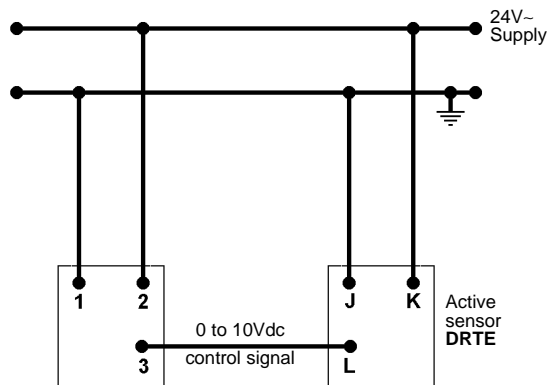 24V~
Supply
1
2
J
K
Active
sensor
DRTE
0 to 10Vdc
3
L
control signal